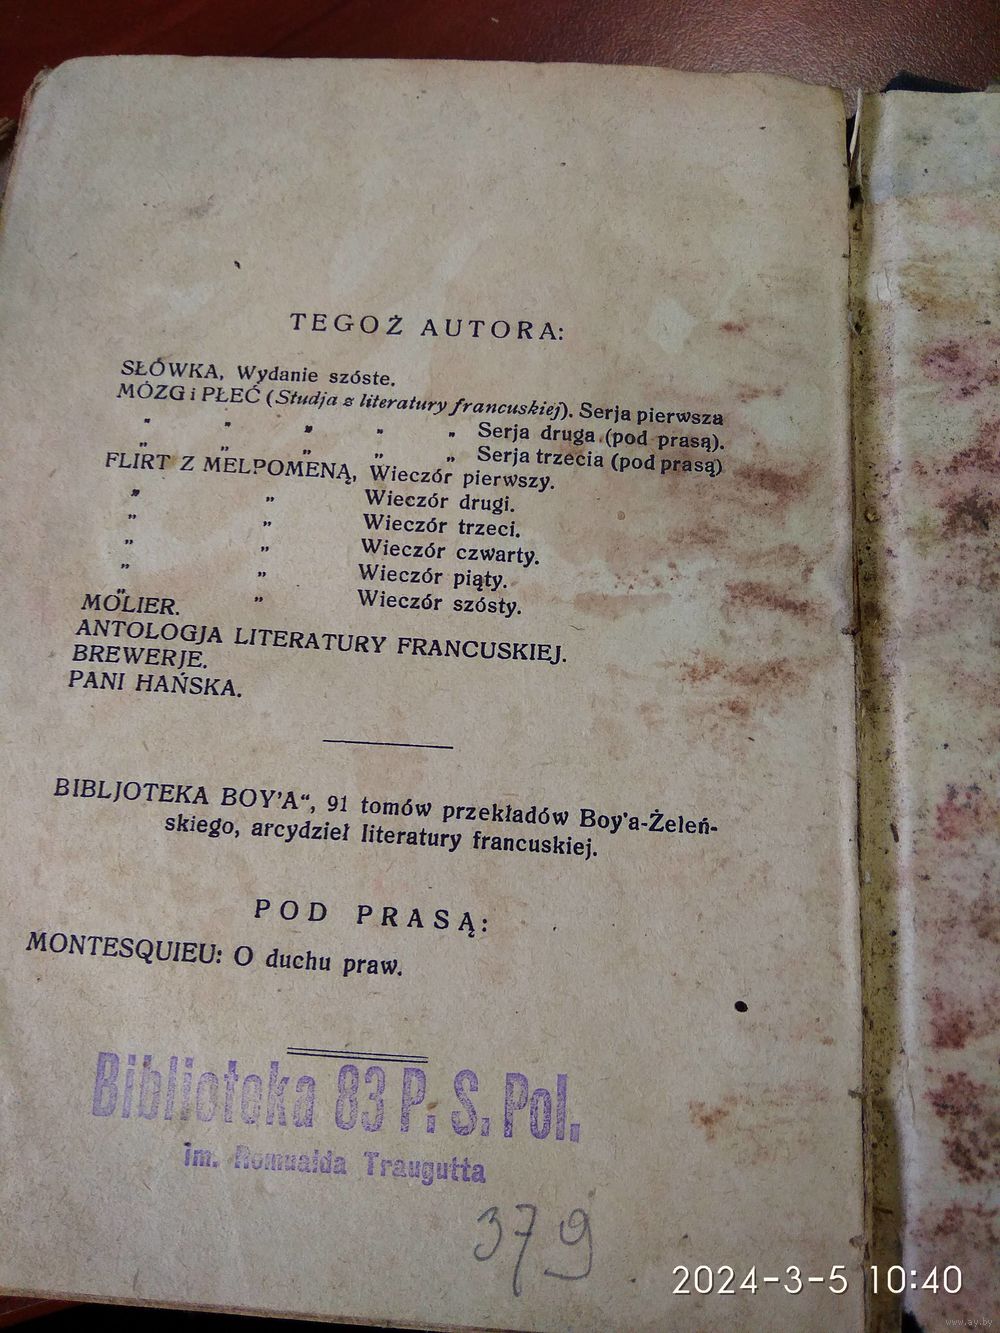 TEGOŻ AUTORA:
SŁÓWKA, Wydanie szóste.
MÓZG i PŁEĆ (Studja z literatury francuskiej). Serja pierwsza
„ „ „ „ „ Serja druga (pod prasą).
„ „ „ „ „ Serja trzecia (pod prasą)
FLIRT Z MELPOMENĄ, Wieczór pierwszy.
„ „ Wieczór drugi.
„ „ Wieczór trzeci.
„ „ Wieczór czwarty.
„ „ Wieczór piąty.
„ „ Wieczór szósty.
MOLIER.
ANTOLOGJA LITERATURY FRANCUSKIEJ.
BREWERJE.
PANI HAŃSKA.
BIBLJOTEKA BOY'A“, 91 tomów przekładów Boy'a-Żeleń-
skiego, arcydzieł literatury francuskiej.
POD PRASĄ:
MONTESQUIEU: O duchu praw.
Biblioteka 83 P. S. Pol.
im. Romualda Traugutta
379
2024-3-5 10:40
www.ay.by